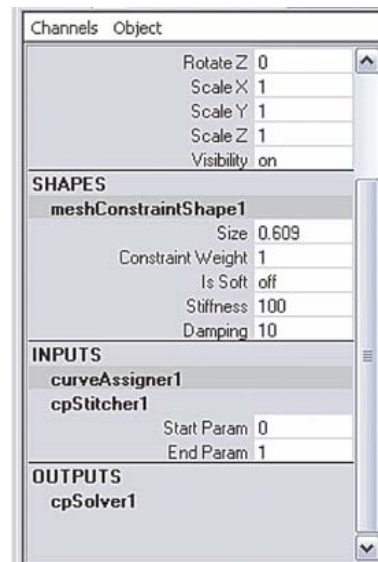 Channels Object
Rotate Z 0
Scale X 1
Scale Y 1
Scale Z 1
Visibility on
SHAPES
meshConstraintShape1
Size 0.609
Constraint Weight 1
Is Soft off
Stiffness 100
Damping 10
INPUTS
curveAssigner1
cpStitcher1
Start Param 0
End Param 1
OUTPUTS
cpSolver1